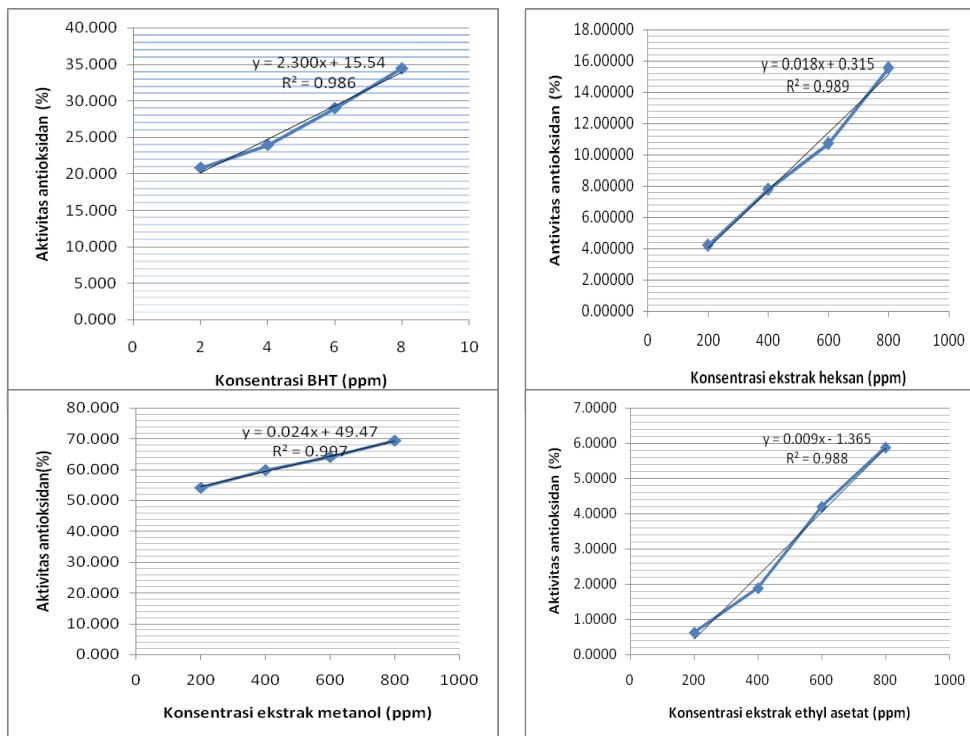 40.000
35.000
30.000
25.000
20.000
15.000
10.000
5.000
0.000
y = 2.300x + 15.54
R² = 0.986
0 2 4 6 8 10
Aktivitas antioksidan (%)
Konsentrasi BHT (ppm)
18.00000
16.00000
14.00000
12.00000
10.00000
8.00000
6.00000
4.00000
2.00000
0.00000
y = 0.018x + 0.315
R² = 0.989
0 200 400 600 800 1000
Antivitas antioksidan (%)
Konsentrasi ekstrak heksan (ppm)
80.000
70.000
60.000
50.000
40.000
30.000
20.000
10.000
0.000
y = 0.024x + 49.47
R² = 0.997
0 200 400 600 800 1000
Aktivitas antioksidan(%)
Konsentrasi ekstrak metanol (ppm)
7.0000
6.0000
5.0000
4.0000
3.0000
2.0000
1.0000
0.0000
y = 0.009x - 1.365
R² = 0.988
0 200 400 600 800 1000
Aktivitas antioksidan (%)
Konsentrasi ekstrak ethyl asetat (ppm)